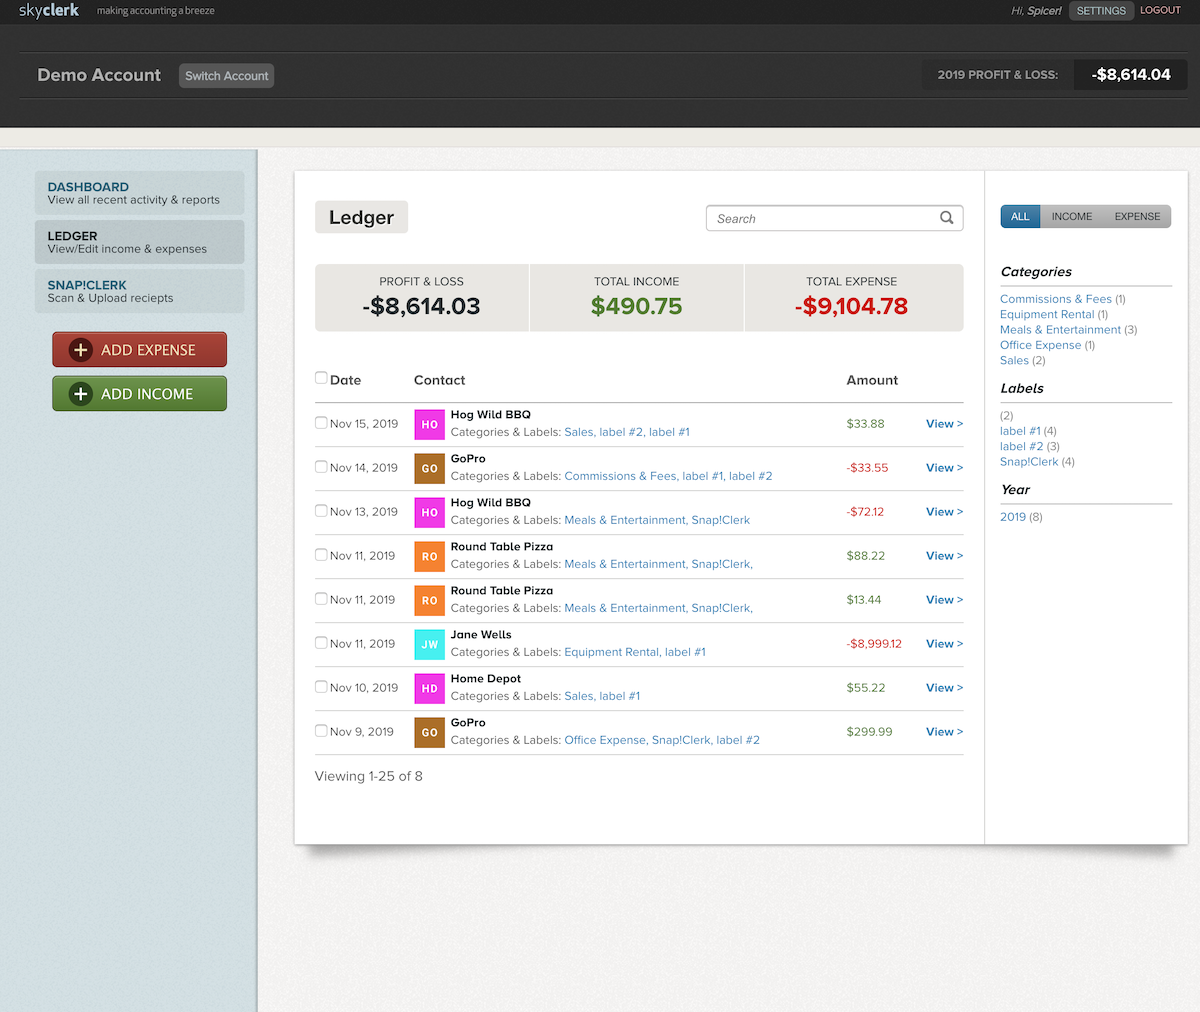 skyclerk making accounting a breeze
Hi, Spicer! SETTINGS LOGOUT
Demo Account Switch Account
2019 PROFIT & LOSS: -$8,614.04
DASHBOARD
View all recent activity & reports
LEDGER
View/Edit income & expenses
SNAP!CLERK
Scan & Upload reciepts
ADD EXPENSE
ADD INCOME
Ledger
Search
PROFIT & LOSS
-$8,614.03
TOTAL INCOME
$490.75
TOTAL EXPENSE
-$9,104.78
Date Contact Amount
Nov 15, 2019 HO Hog Wild BBQ
Categories & Labels: Sales, label #2, label #1
$33.88 View >
Nov 14, 2019 GO GoPro
Categories & Labels: Commissions & Fees, label #1, label #2
-$33.55 View >
Nov 13, 2019 HO Hog Wild BBQ
Categories & Labels: Meals & Entertainment, Snap!Clerk
-$72.12 View >
Nov 11, 2019 RO Round Table Pizza
Categories & Labels: Meals & Entertainment, Snap!Clerk,
$88.22 View >
Nov 11, 2019 RO Round Table Pizza
Categories & Labels: Meals & Entertainment, Snap!Clerk,
$13.44 View >
Nov 11, 2019 JW Jane Wells
Categories & Labels: Equipment Rental, label #1
-$8,999.12 View >
Nov 10, 2019 HD Home Depot
Categories & Labels: Sales, label #1
$55.22 View >
Nov 9, 2019 GO GoPro
Categories & Labels: Office Expense, Snap!Clerk, label #2
$299.99 View >
Viewing 1-25 of 8
ALL INCOME EXPENSE
Categories
Commissions & Fees (1)
Equipment Rental (1)
Meals & Entertainment (3)
Office Expense (1)
Sales (2)
Labels
(2)
label #1 (4)
label #2 (3)
Snap!Clerk (4)
Year
2019 (8)